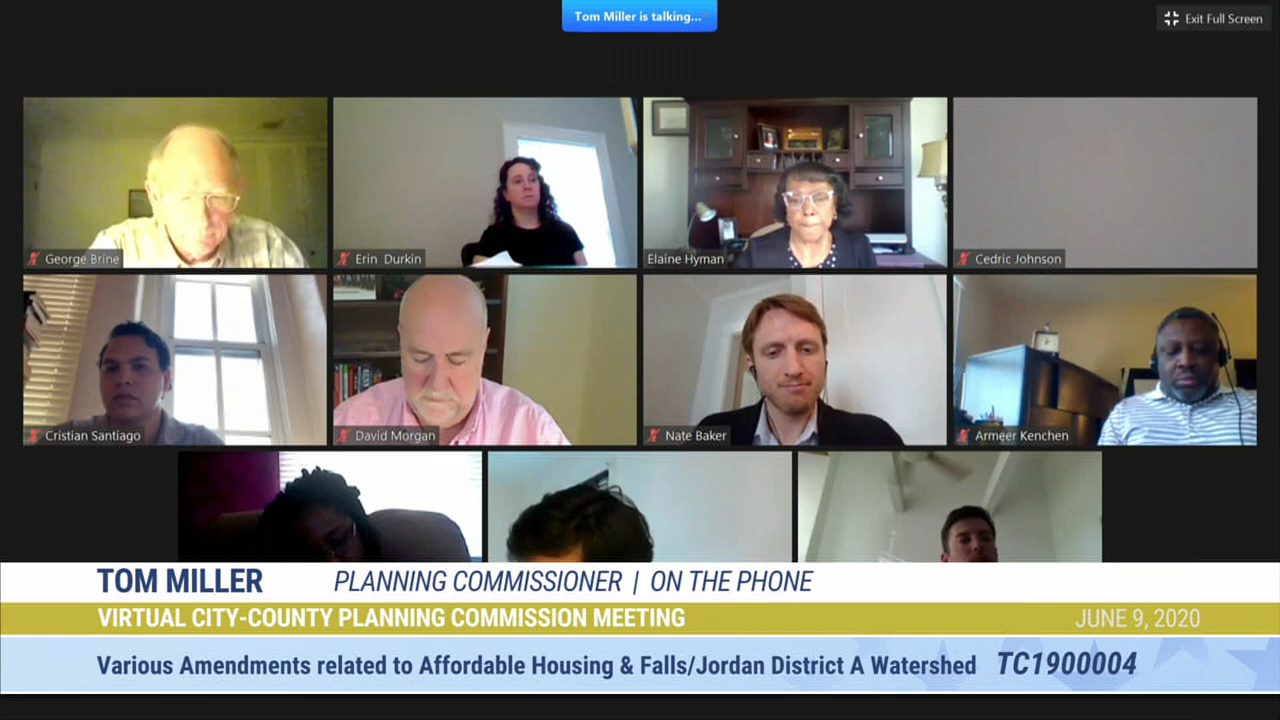 Tom Miller is talking...
Exit Full Screen
George Brine
Erin Durkin
Elaine Hyman
Cedric Johnson
Cristian Santiago
David Morgan
Nate Baker
Armeer Kenchen
TOM MILLER PLANNING COMMISSIONER | ON THE PHONE
VIRTUAL CITY-COUNTY PLANNING COMMISSION MEETING JUNE 9, 2020
Various Amendments related to Affordable Housing & Falls/Jordan District A Watershed TC1900004